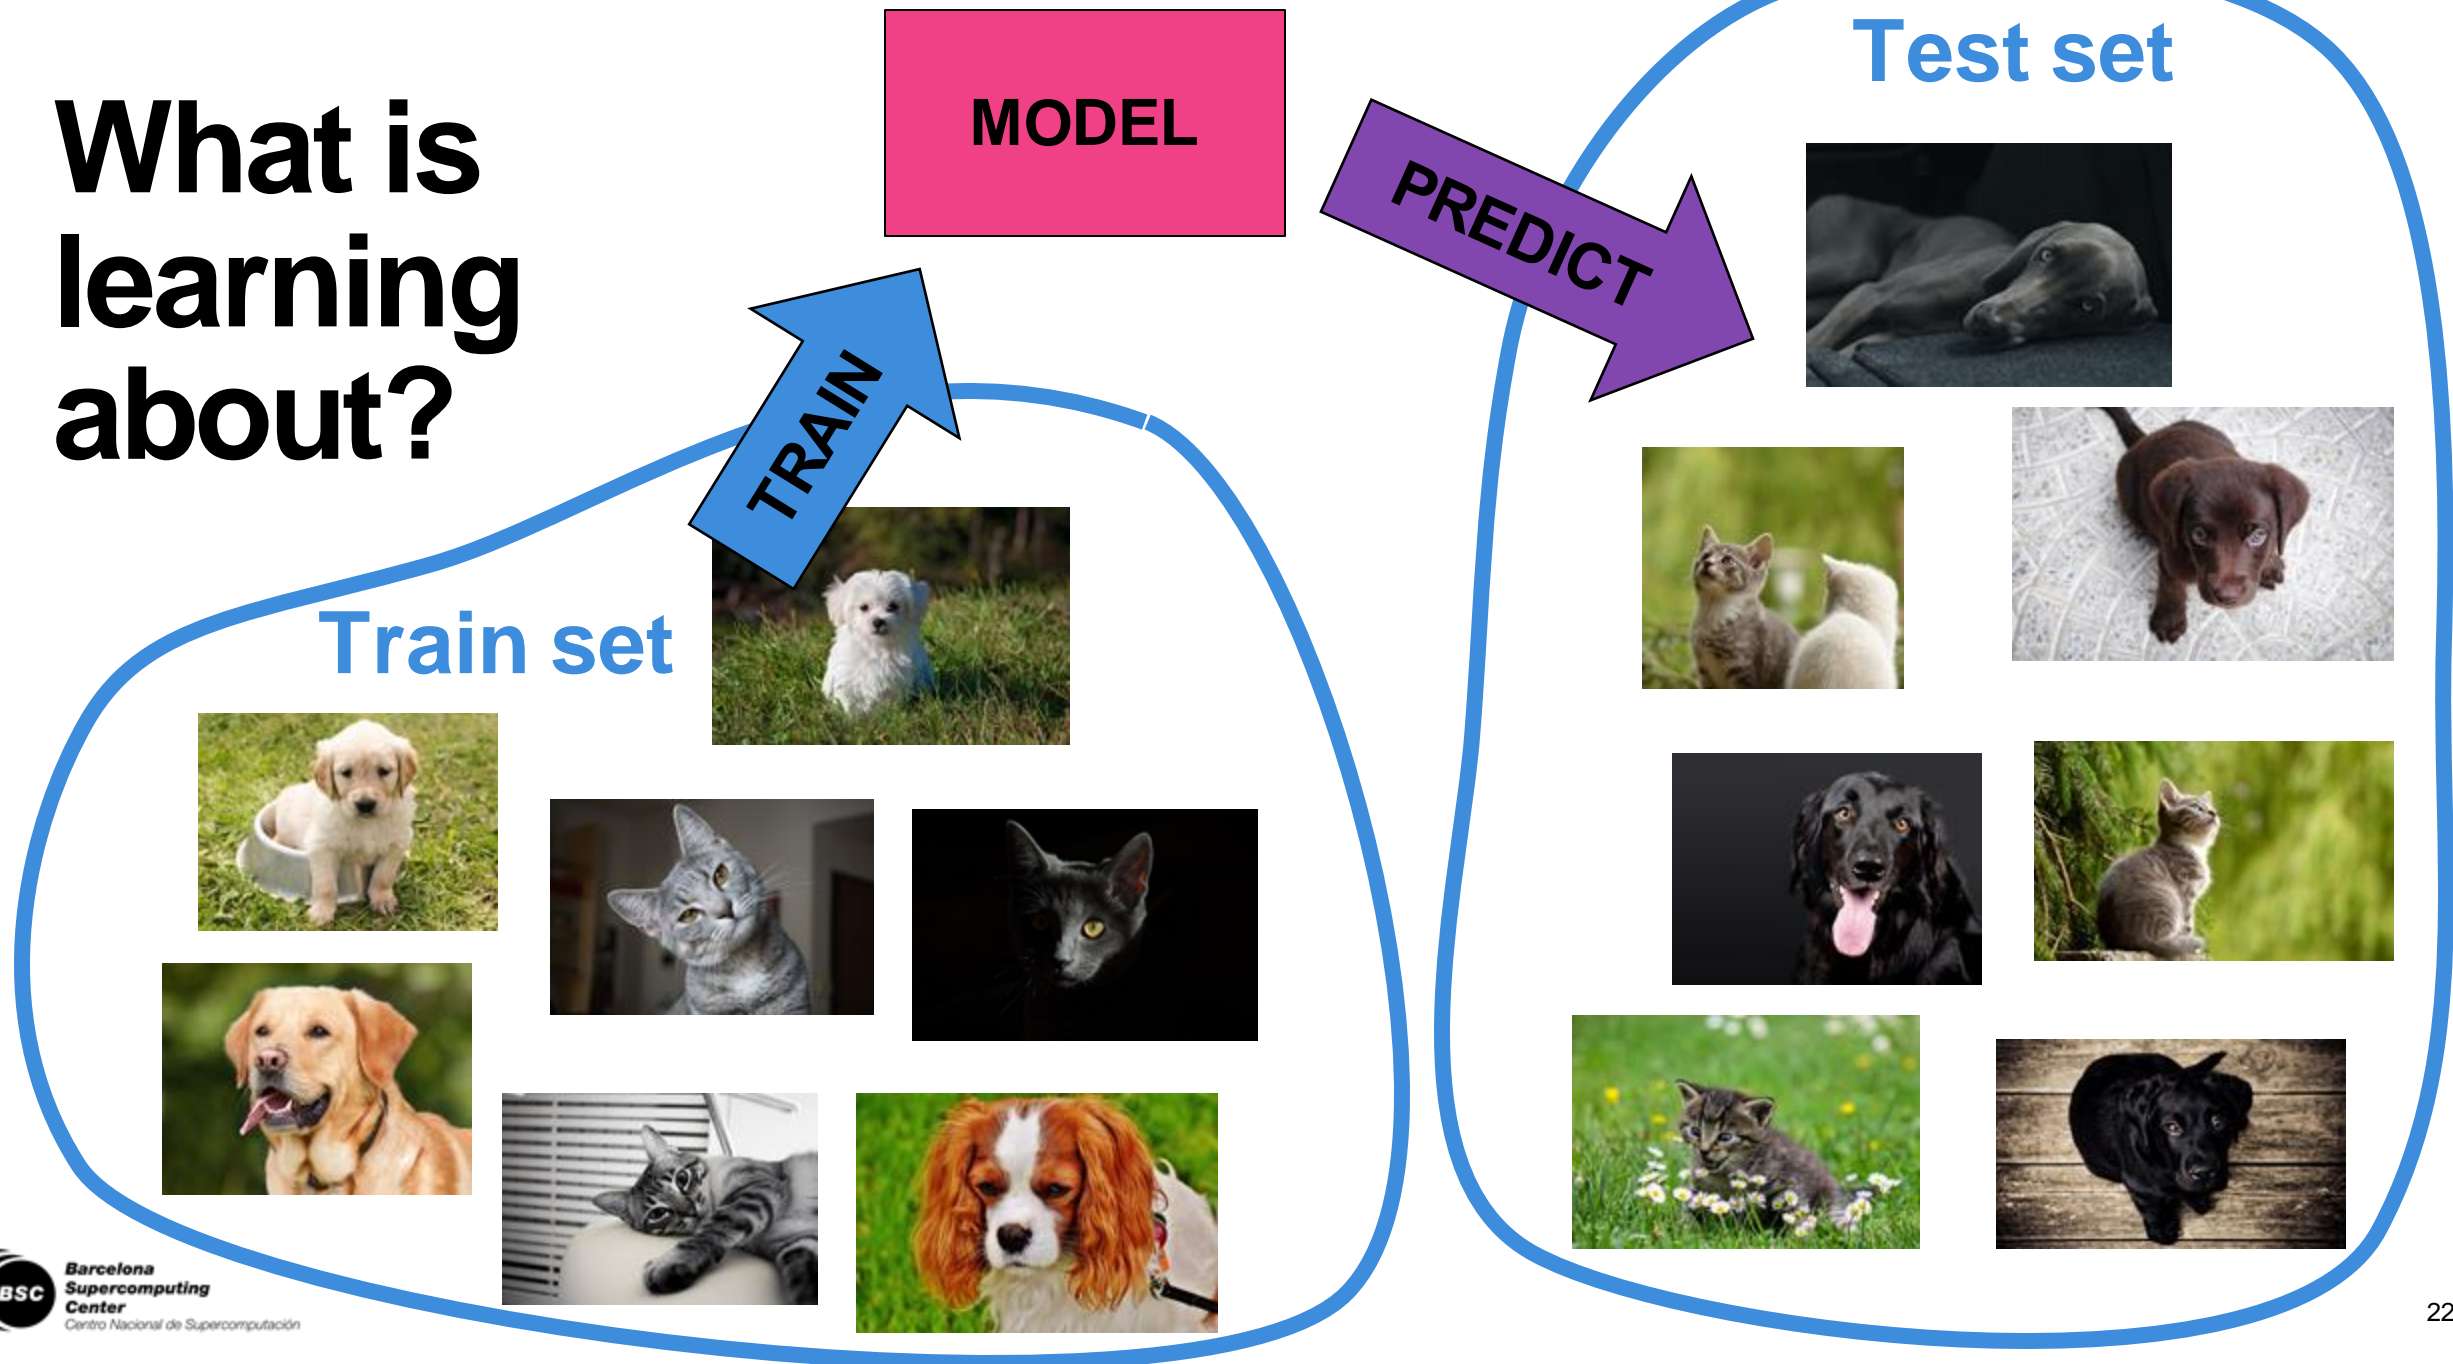 What is
learning
about?
MODEL
Test set
PREDICT
TRAIN
Train set
BSC
Barcelona
Supercomputing
Center
Centro Nacional de Supercomputación
22